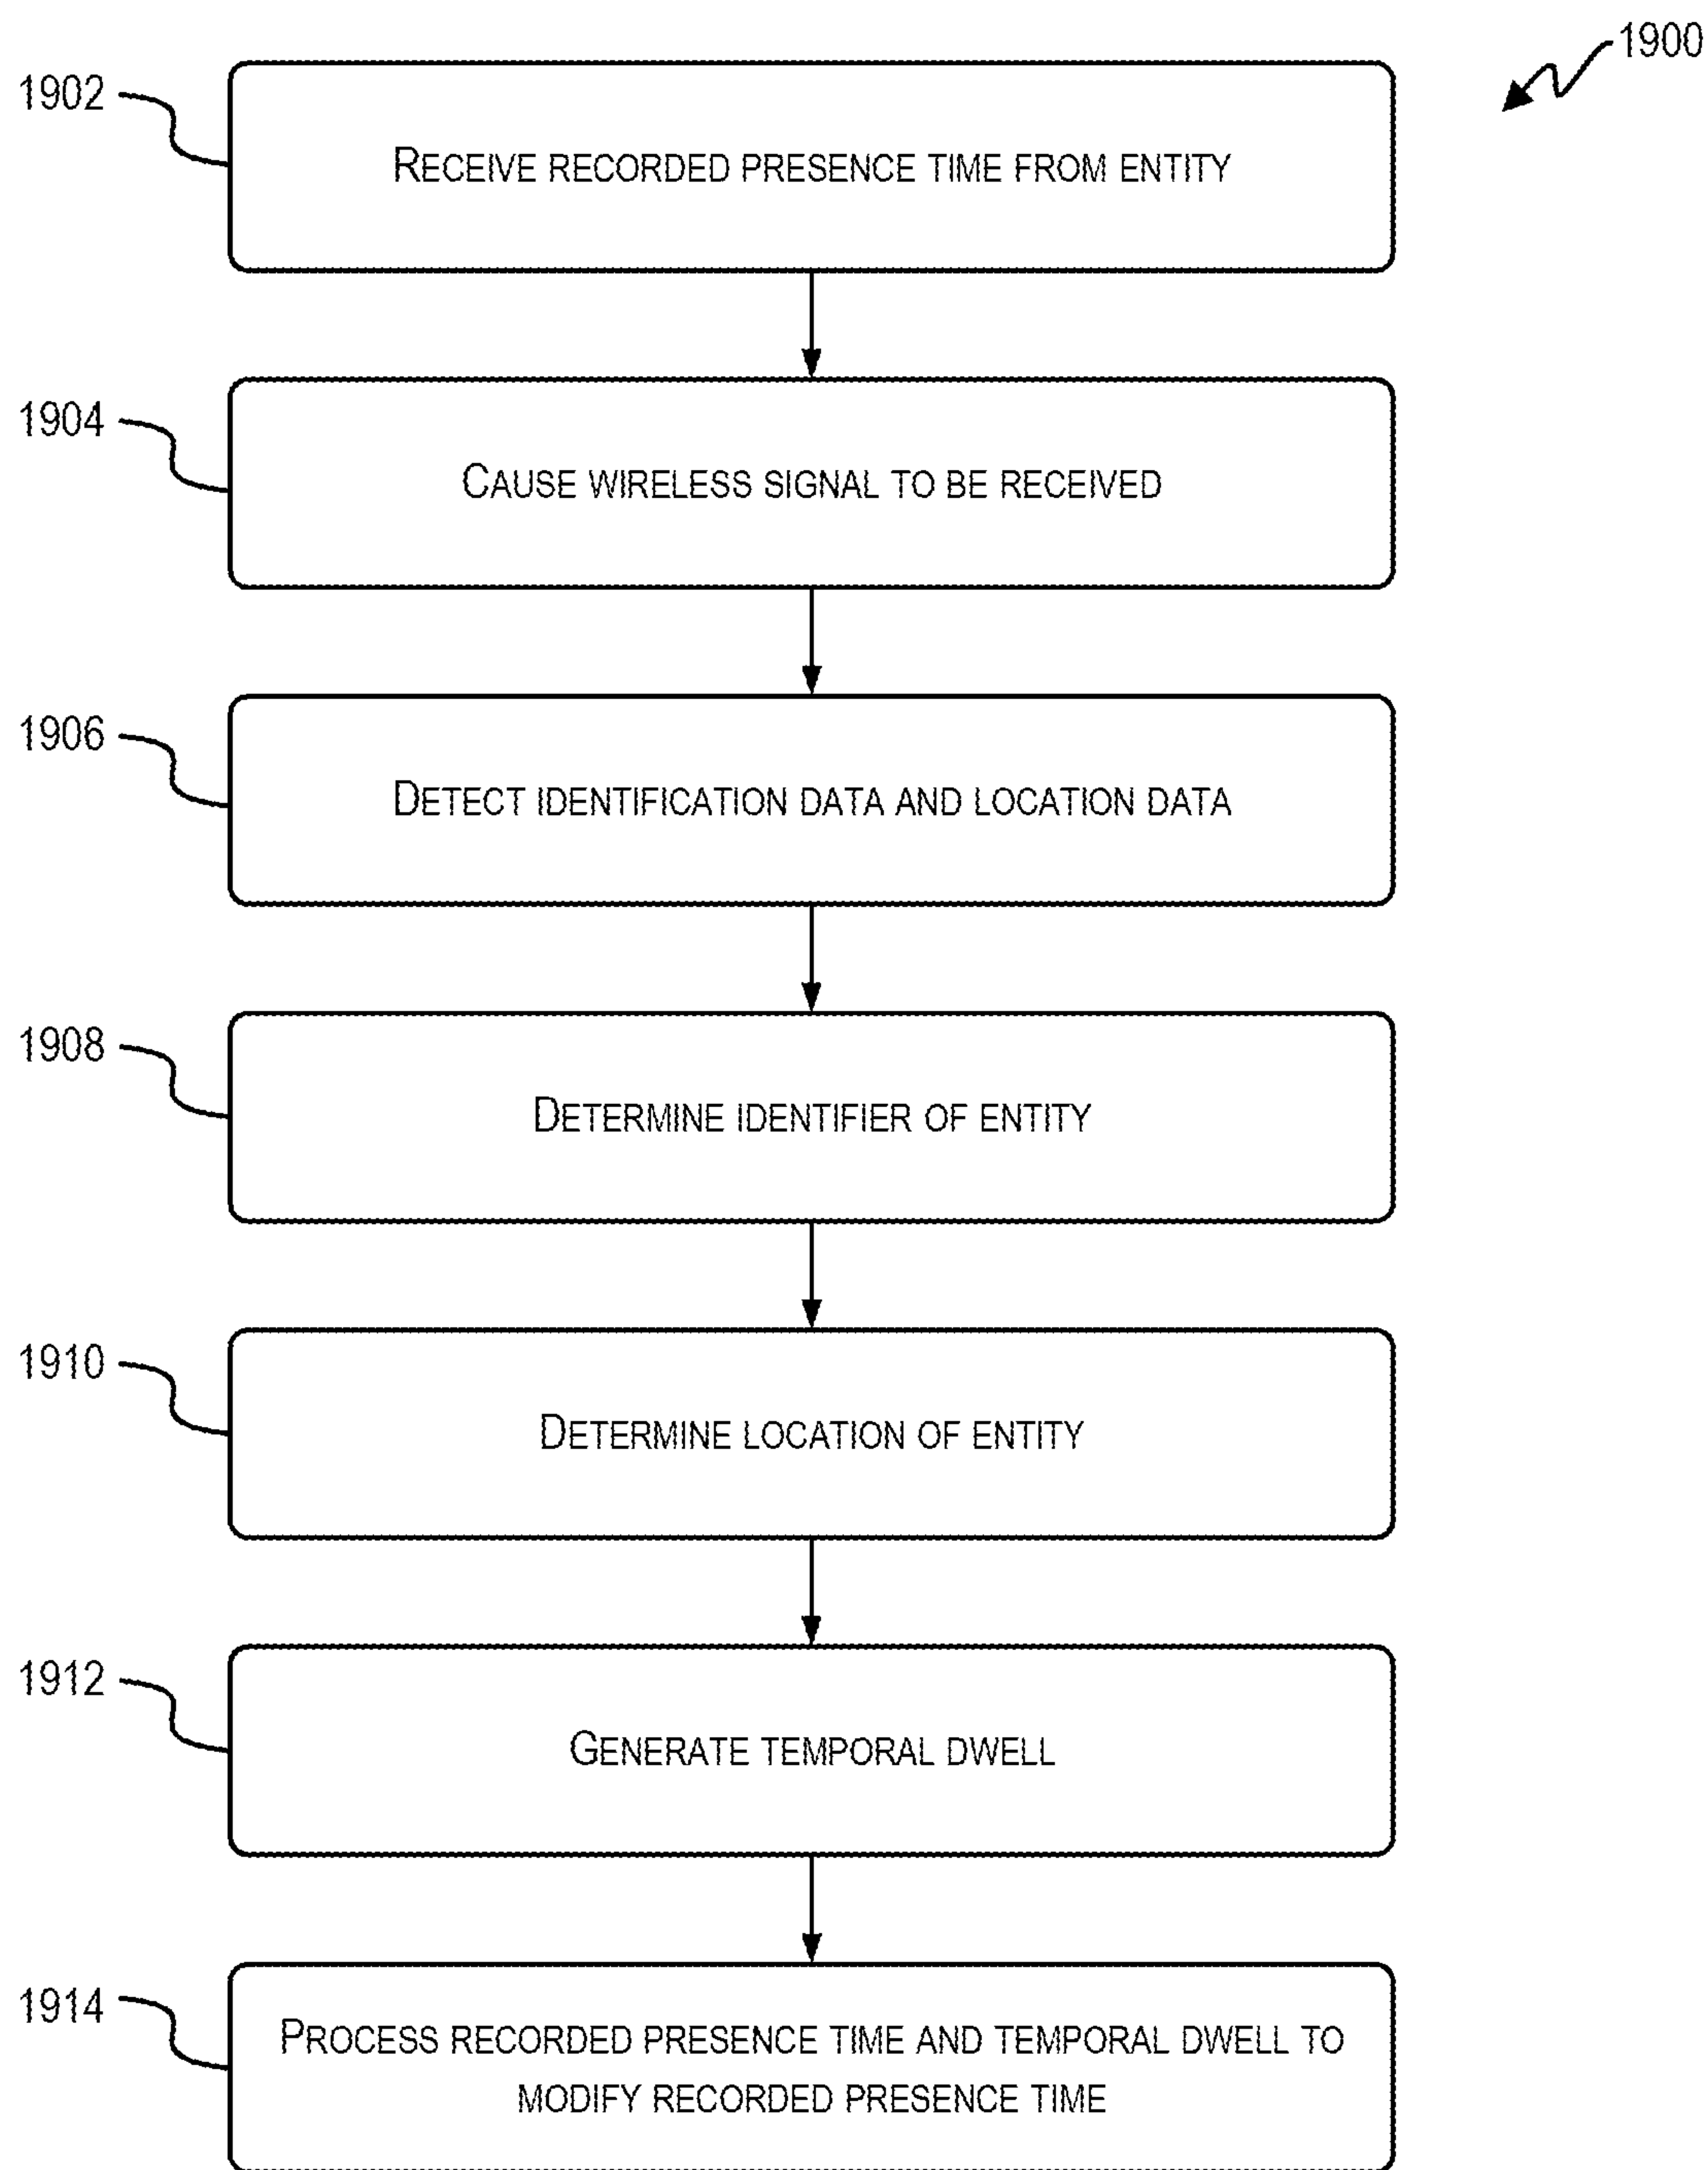 1900
1902
RECEIVE RECORDED PRESENCE TIME FROM ENTITY
1904
CAUSE WIRELESS SIGNAL TO BE RECEIVED
1906
DETECT IDENTIFICATION DATA AND LOCATION DATA
1908
DETERMINE IDENTIFIER OF ENTITY
1910
DETERMINE LOCATION OF ENTITY
1912
GENERATE TEMPORAL DWELL
1914
PROCESS RECORDED PRESENCE TIME AND TEMPORAL DWELL TO
MODIFY RECORDED PRESENCE TIME